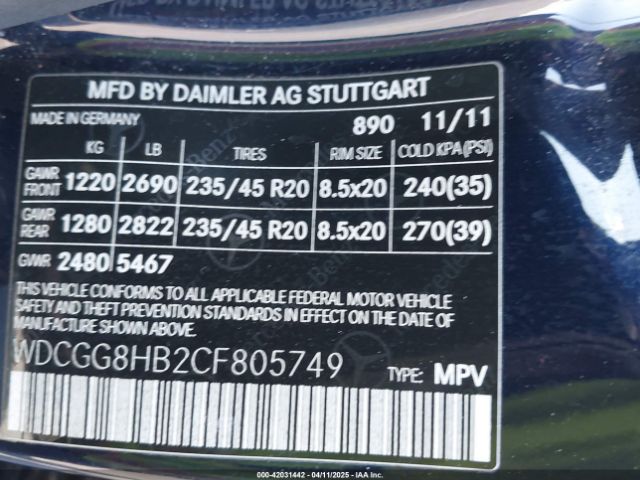 MFD BY DAIMLER AG STUTTGART
MADE IN GERMANY 890 11/11
KG LB TIRES RIM SIZE COLD KPA(PSI)
GAWR FRONT 1220 2690 235/45 R20 8.5x20 240(35)
GAWR REAR 1280 2822 235/45 R20 8.5x20 270(39)
GVWR 2480 5467
THIS VEHICLE CONFORMS TO ALL APPLICABLE FEDERAL MOTOR VEHICLE
SAFETY AND THEFT PREVENTION STANDARDS IN EFFECT ON THE DATE OF
MANUFACTURE SHOWN ABOVE.
WDCGG8HB2CF805749 TYPE: MPV
000-42031442 - 04/11/2025 - IAAI.COM